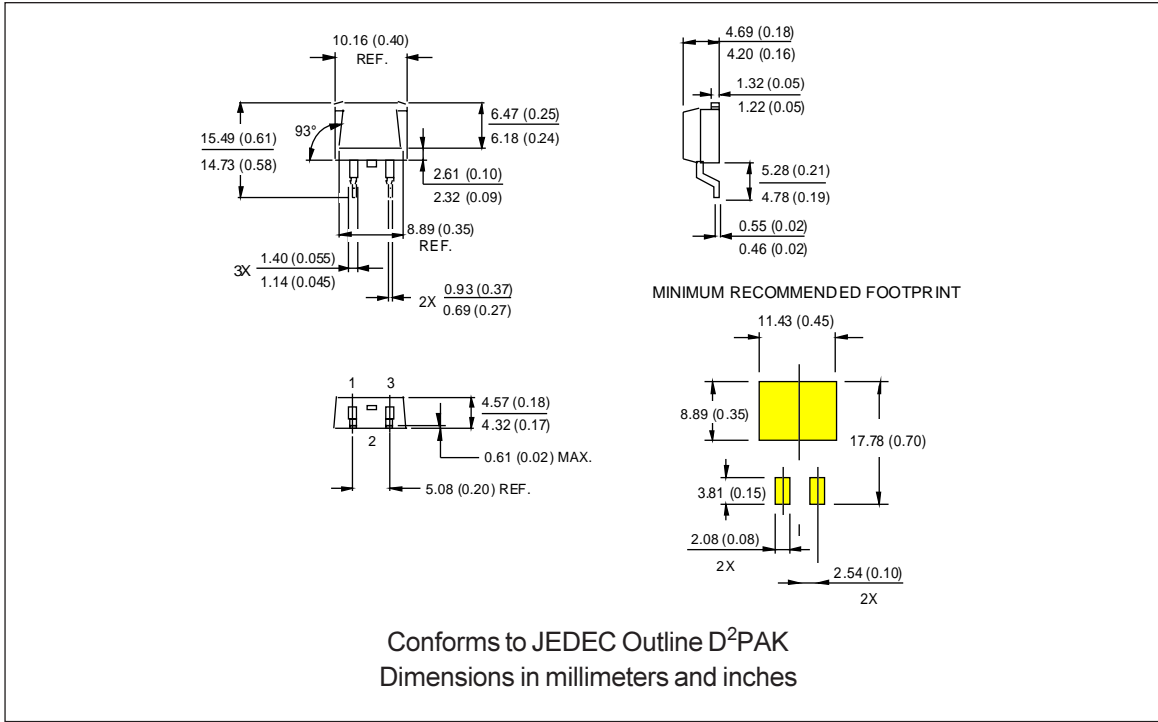 10.16 (0.40)
REF.
15.49 (0.61)
14.73 (0.58)
93°
6.47 (0.25)
6.18 (0.24)
2.61 (0.10)
2.32 (0.09)
8.89 (0.35)
REF.
3X
1.40 (0.055)
1.14 (0.045)
2X
0.93 (0.37)
0.69 (0.27)
4.69 (0.18)
4.20 (0.16)
1.32 (0.05)
1.22 (0.05)
5.28 (0.21)
4.78 (0.19)
0.55 (0.02)
0.46 (0.02)
1 3
2
4.57 (0.18)
4.32 (0.17)
0.61 (0.02) MAX.
5.08 (0.20) REF.
MINIMUM RECOMMENDED FOOTPRINT
11.43 (0.45)
8.89 (0.35)
17.78 (0.70)
3.81 (0.15)
2.08 (0.08)
2X
2.54 (0.10)
2X
Conforms to JEDEC Outline D²PAK
Dimensions in millimeters and inches